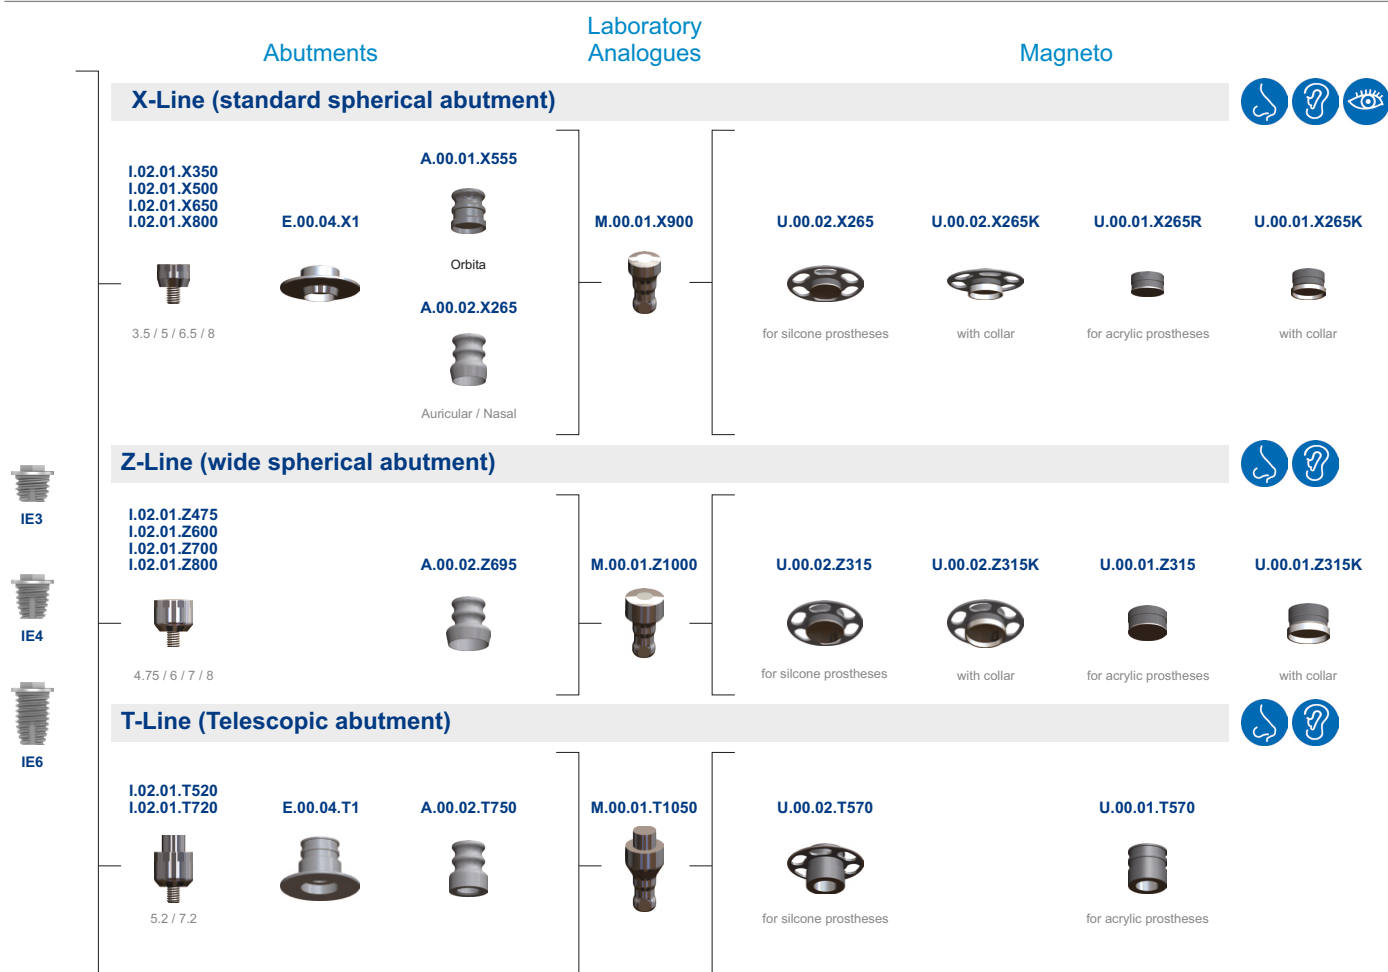 Abutments
Laboratory
Analogues
Magneto
X-Line (standard spherical abutment)
I.02.01.X350
I.02.01.X500
I.02.01.X650
I.02.01.X800
3.5 / 5 / 6.5 / 8
E.00.04.X1
A.00.01.X555
Orbita
A.00.02.X265
Auricular / Nasal
M.00.01.X900
U.00.02.X265
for silcone prostheses
U.00.02.X265K
with collar
U.00.01.X265R
for acrylic prostheses
U.00.01.X265K
with collar
IE3
IE4
IE6
Z-Line (wide spherical abutment)
I.02.01.Z475
I.02.01.Z600
I.02.01.Z700
I.02.01.Z800
4.75 / 6 / 7 / 8
A.00.02.Z695
M.00.01.Z1000
U.00.02.Z315
for silcone prostheses
U.00.02.Z315K
with collar
U.00.01.Z315
for acrylic prostheses
U.00.01.Z315K
with collar
T-Line (Telescopic abutment)
I.02.01.T520
I.02.01.T720
5.2 / 7.2
E.00.04.T1
A.00.02.T750
M.00.01.T1050
U.00.02.T570
for silcone prostheses
U.00.01.T570
for acrylic prostheses